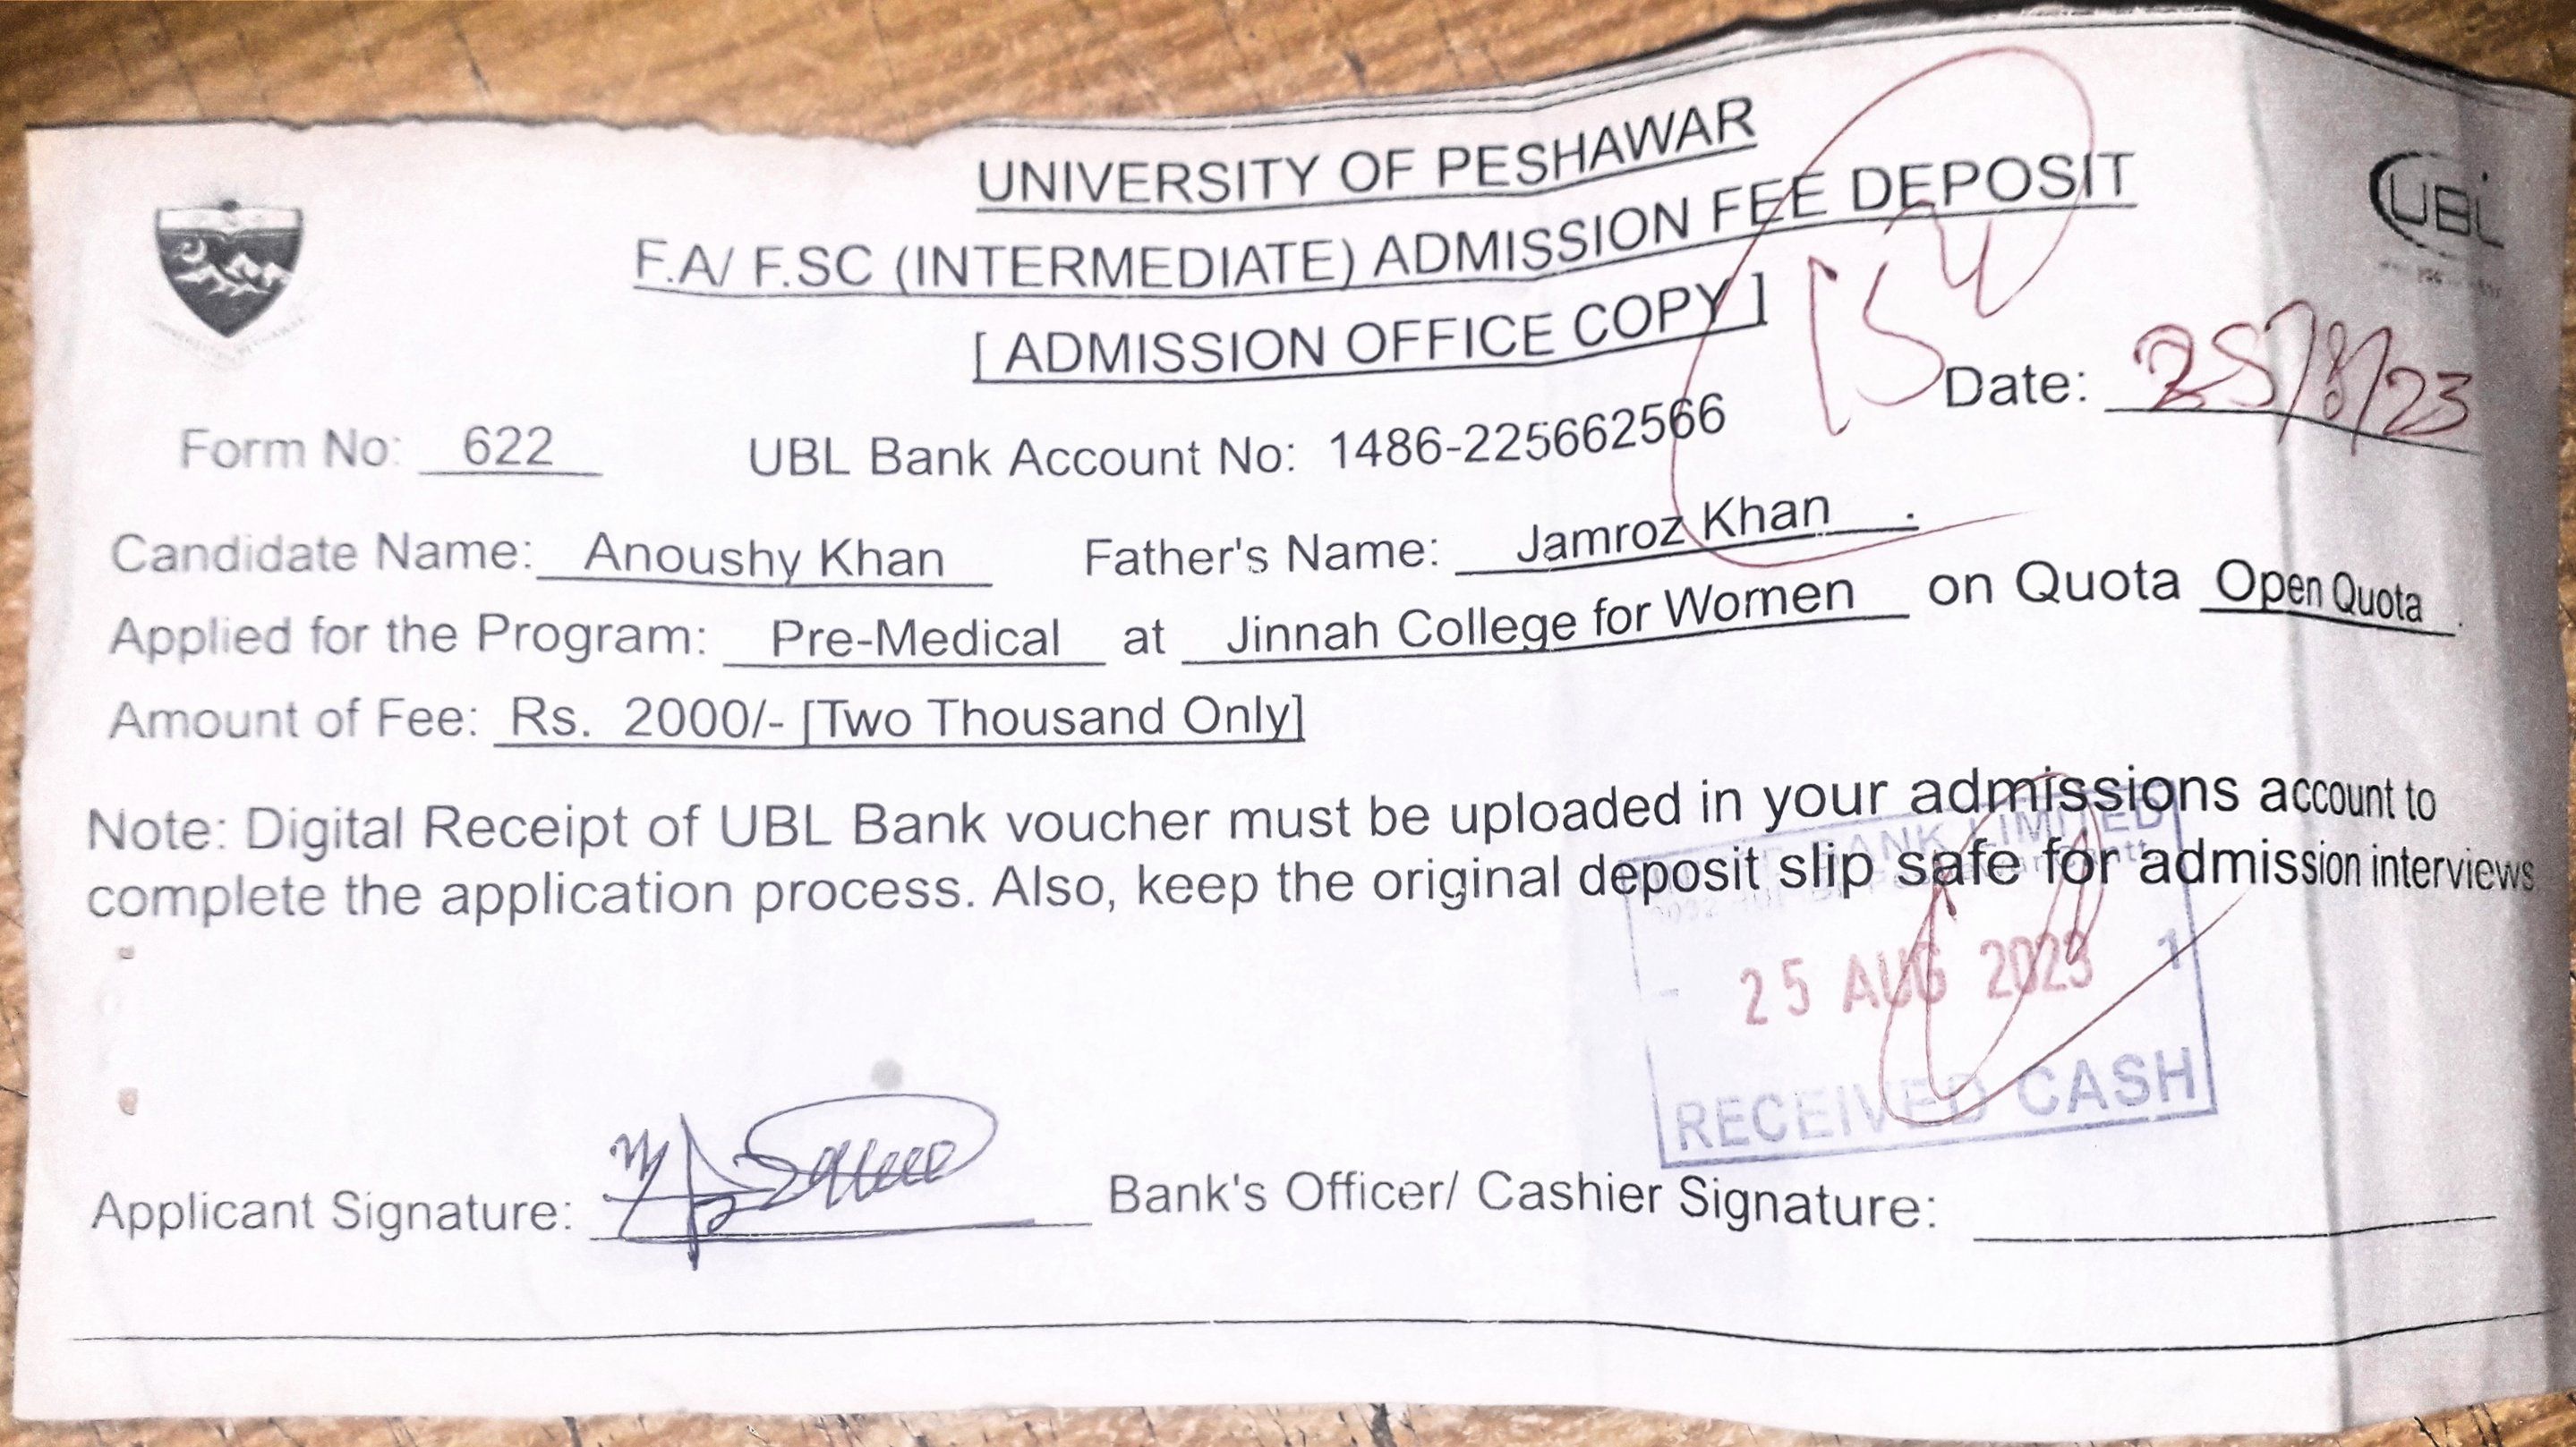 UNIVERSITY OF PESHAWAR
F.A/ F.SC (INTERMEDIATE) ADMISSION FEE DEPOSIT
[ ADMISSION OFFICE COPY ]
UBL
Date: 25/8/23
Form No: 622 UBL Bank Account No: 1486-225662566
Candidate Name: Anoushy Khan Father's Name: Jamroz Khan .
Applied for the Program: Pre-Medical at Jinnah College for Women on Quota Open Quota .
Amount of Fee: Rs. 2000/- [Two Thousand Only]
Note: Digital Receipt of UBL Bank voucher must be uploaded in your admissions account to
complete the application process. Also, keep the original deposit slip safe for admission interviews
BANK LIMITED
25 AUG 2023 1
RECEIVED CASH
Applicant Signature: Bank's Officer/ Cashier Signature: